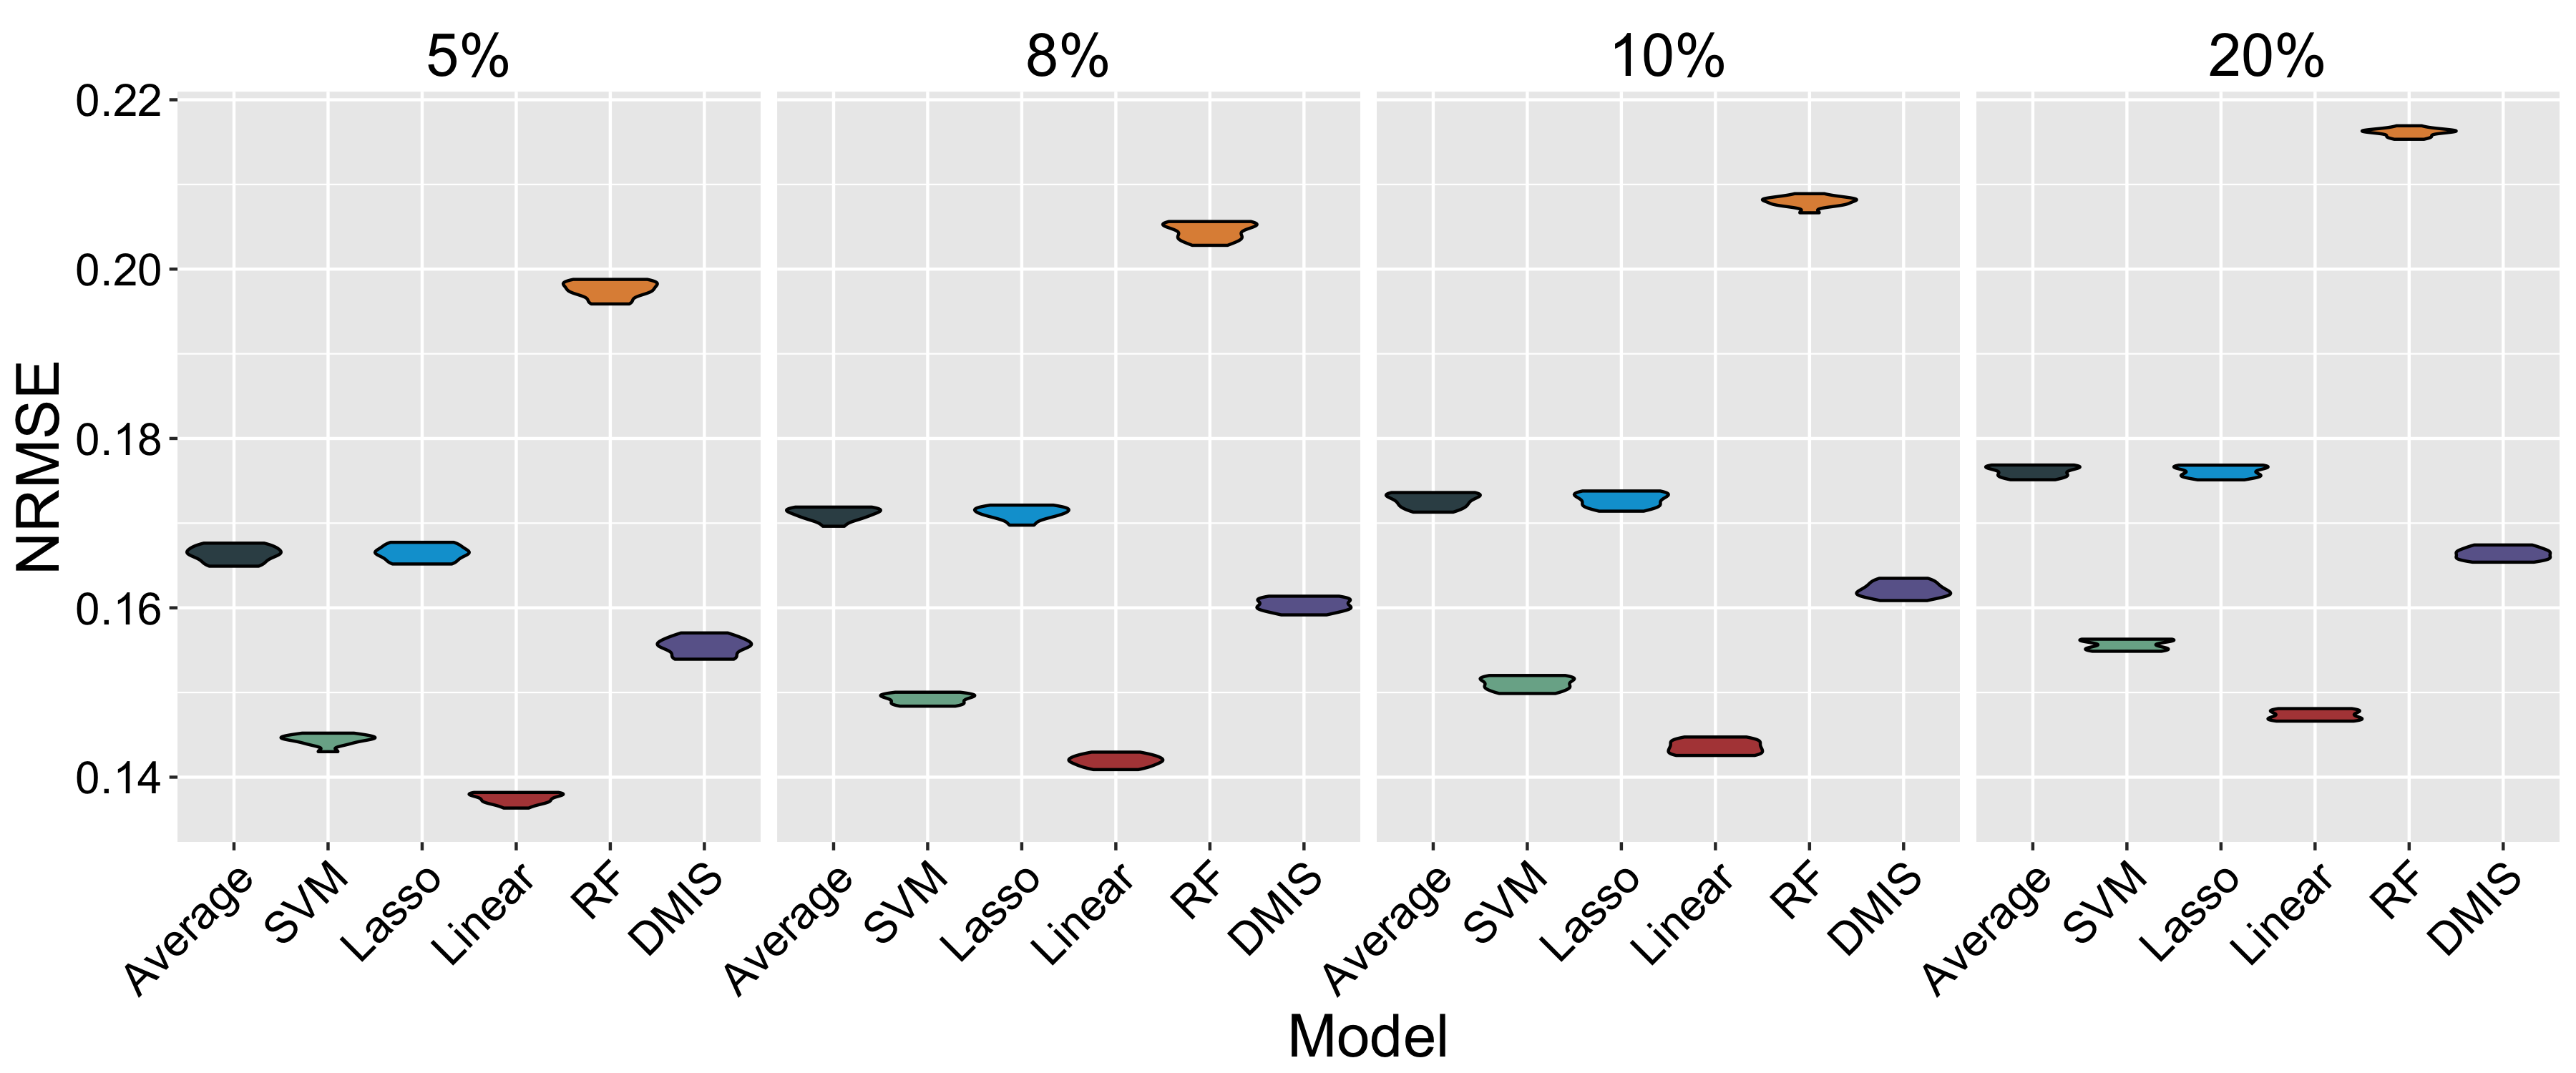 5% 8% 10% 20%
0.22
0.20
0.18
0.16
0.14
NRMSE
Average SVM Lasso Linear RF DMIS Average SVM Lasso Linear RF DMIS Average SVM Lasso Linear RF DMIS Average SVM Lasso Linear RF DMIS
Model